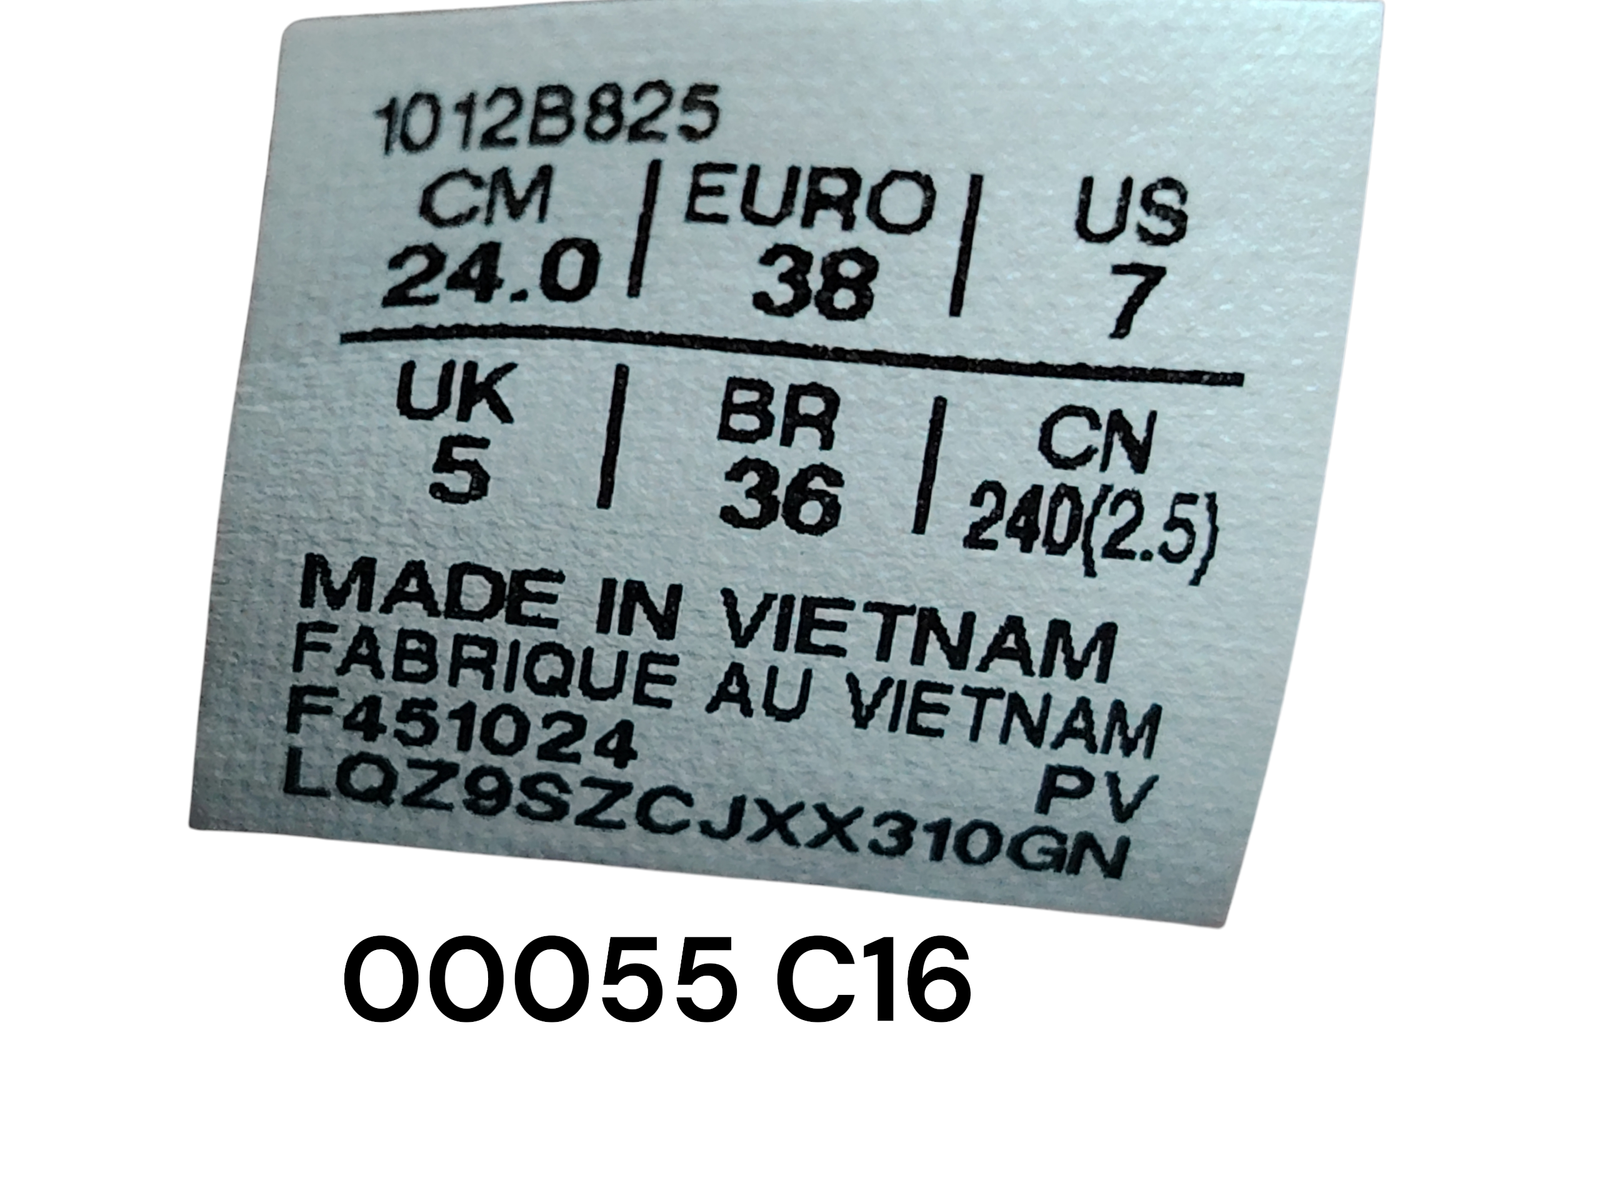 1012B825
CM | EURO | US
24.0 | 38 | 7
UK | BR | CN
5 | 36 | 240(2.5)
MADE IN VIETNAM
FABRIQUE AU VIETNAM
F451024 PV
LQZ9SZCJXX310GN
00055 C16